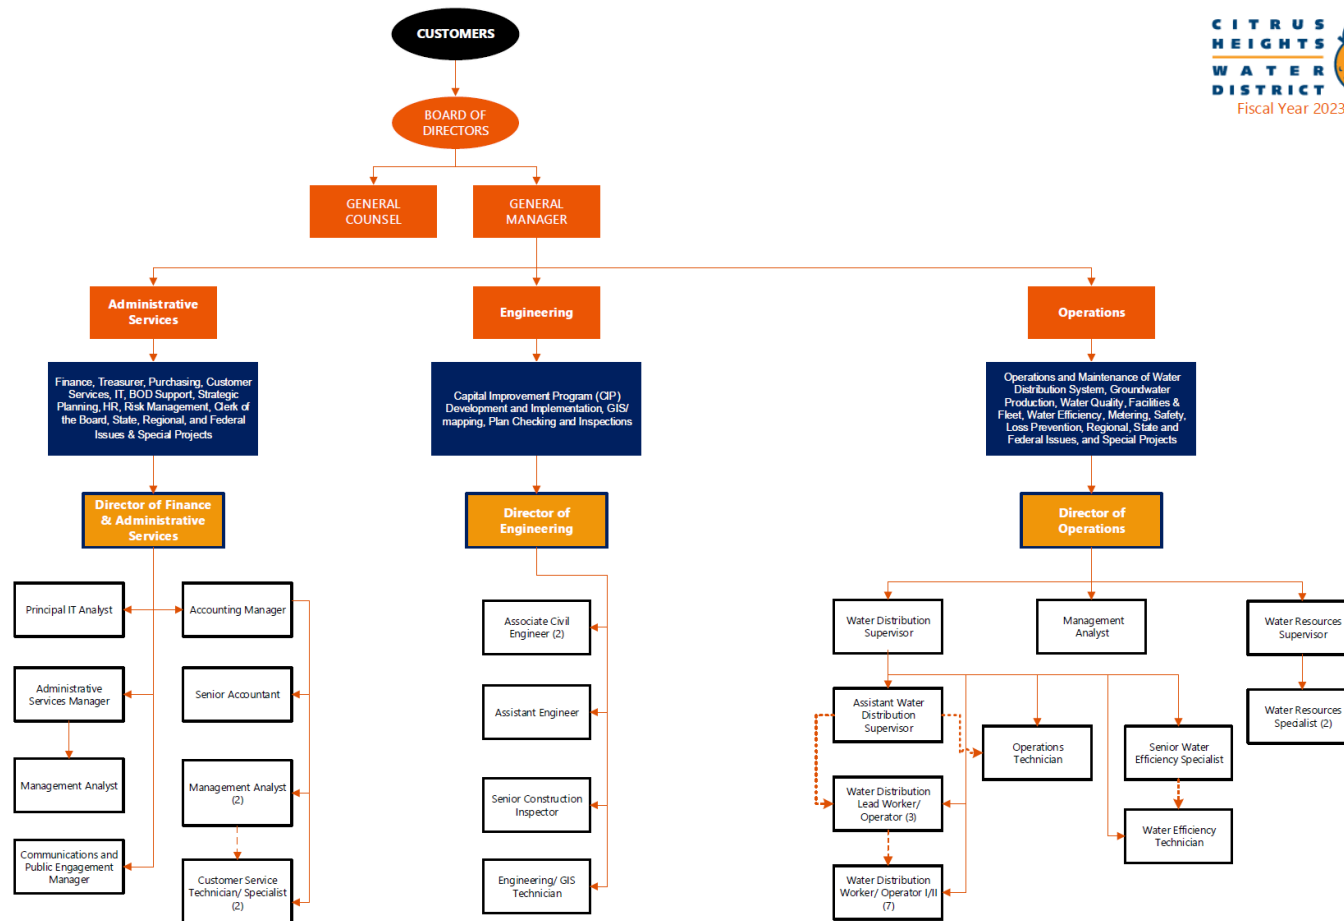 CUSTOMERS
CITRUS
HEIGHTS
WATER
DISTRICT
Fiscal Year 2023
BOARD OF
DIRECTORS
GENERAL
COUNSEL
GENERAL
MANAGER
Administrative
Services
Engineering
Operations
Finance, Treasurer, Purchasing, Customer
Services, IT, BOD Support, Strategic
Planning, HR, Risk Management, Clerk of
the Board, State, Regional, and Federal
Issues & Special Projects
Capital Improvement Program (CIP)
Development and Implementation, GIS/
mapping, Plan Checking and Inspections
Operations and Maintenance of Water
Distribution System, Groundwater
Production, Water Quality, Facilities &
Fleet, Water Efficiency, Metering, Safety,
Loss Prevention, Regional, State and
Federal Issues, and Special Projects
Director of Finance
& Administrative
Services
Director of
Engineering
Director of
Operations
Principal IT Analyst
Accounting Manager
Administrative
Services Manager
Senior Accountant
Management Analyst
Management Analyst
(2)
Communications and
Public Engagement
Manager
Customer Service
Technician/ Specialist
(2)
Associate Civil
Engineer (2)
Assistant Engineer
Senior Construction
Inspector
Engineering/ GIS
Technician
Water Distribution
Supervisor
Management
Analyst
Water Resources
Supervisor
Assistant Water
Distribution
Supervisor
Operations
Technician
Senior Water
Efficiency Specialist
Water Resources
Specialist (2)
Water Distribution
Lead Worker/
Operator (3)
Water Efficiency
Technician
Water Distribution
Worker/ Operator I/II
(7)